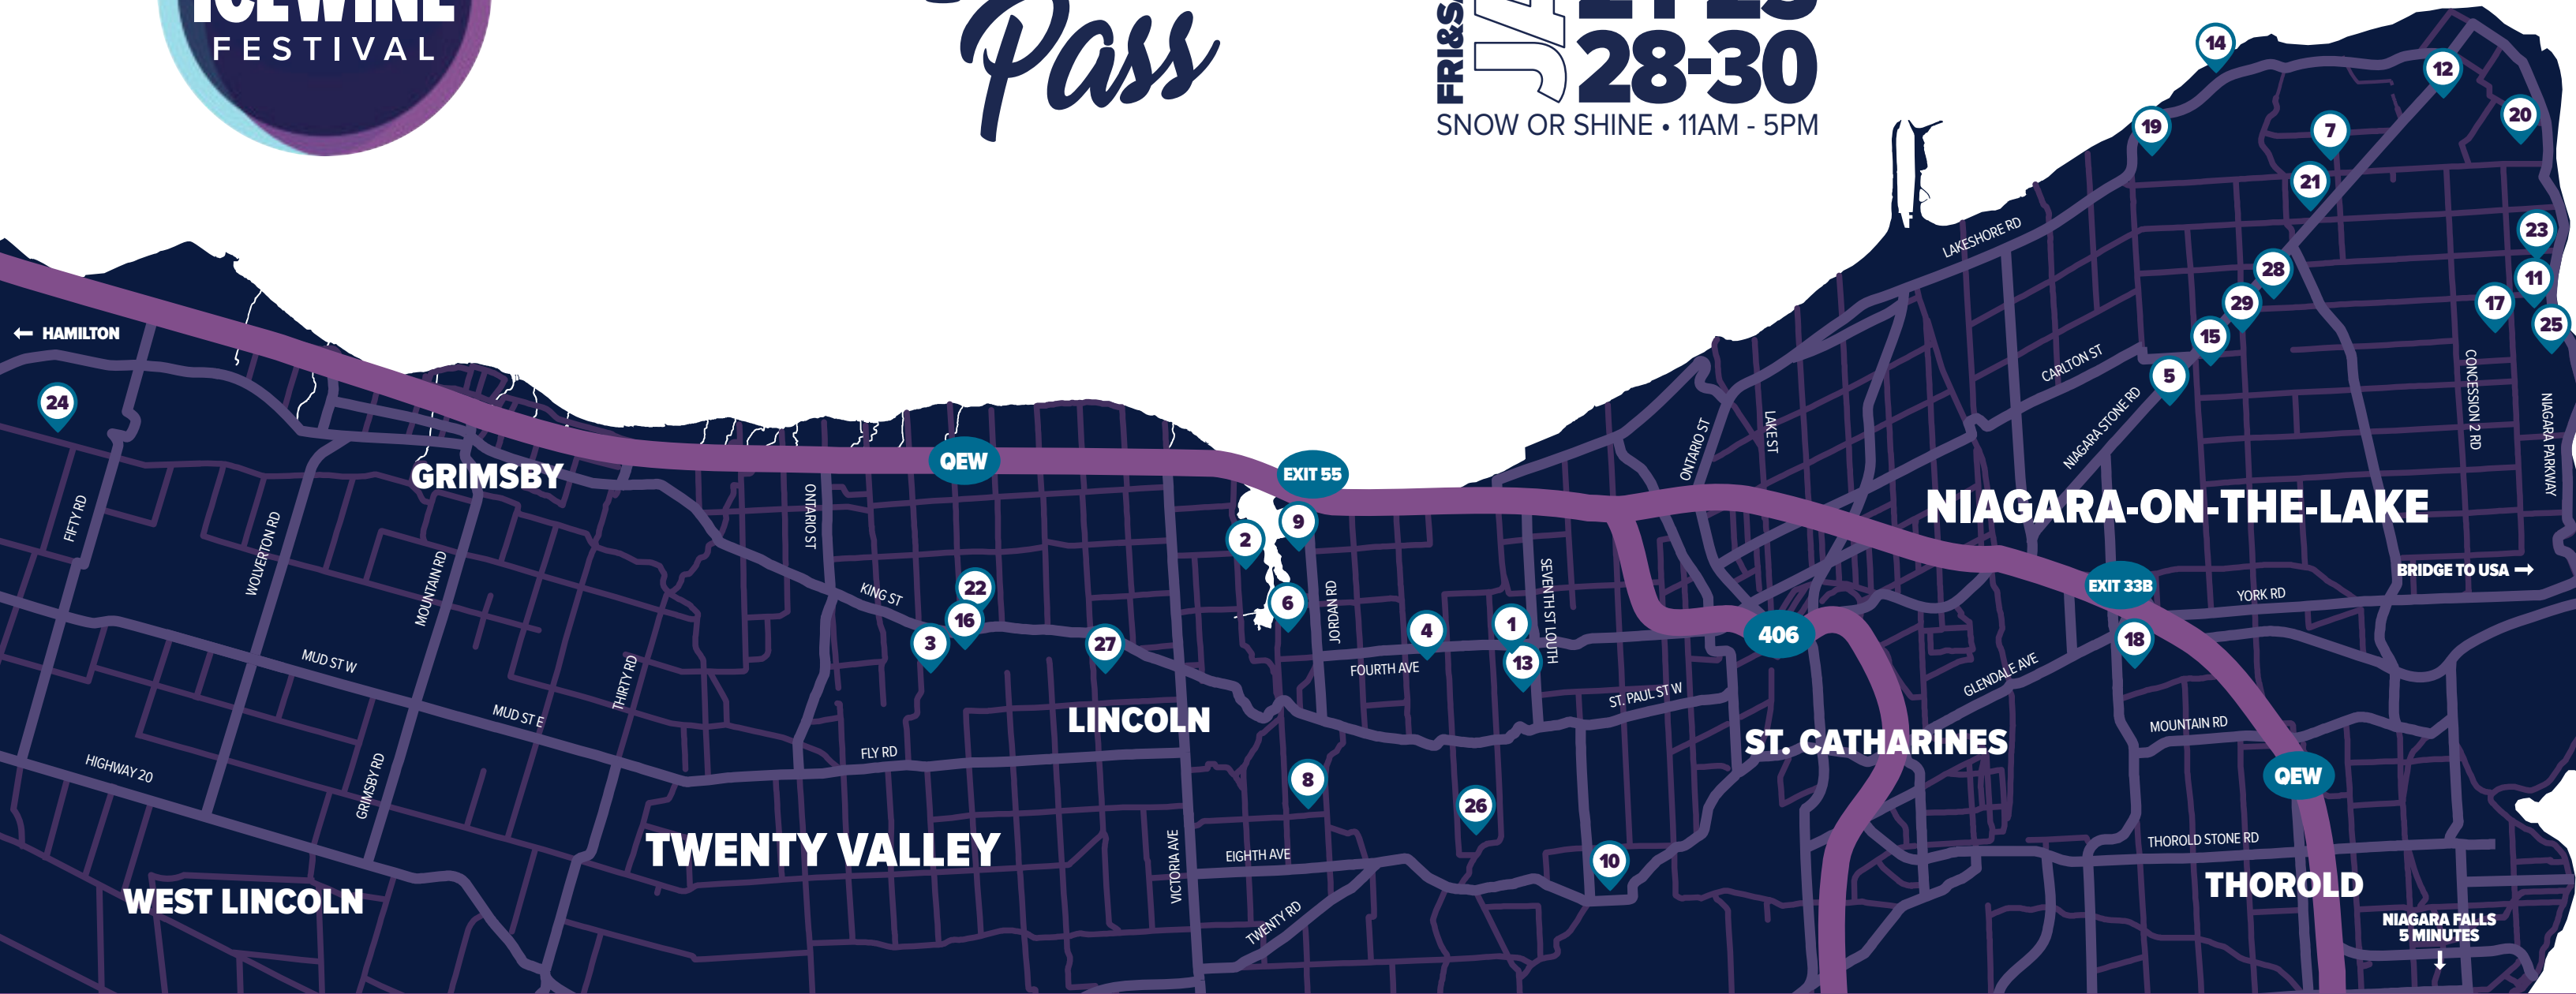 ICEWINE
FESTIVAL
Pass
FRI&SA
JA
28-30
SNOW OR SHINE • 11AM - 5PM
14
12
20
19
7
21
23
28
11
17
29
25
15
5
LAKESHORE RD
CARLTON ST
NIAGARA STONE RD
CONCESSION 2 RD
NIAGARA PARKWAY
← HAMILTON
24
GRIMSBY
QEW
EXIT 55
ONTARIO ST
LAKE ST
NIAGARA-ON-THE-LAKE
FIFTY RD
WOLVERTON RD
MOUNTAIN RD
ONTARIO ST
9
2
BRIDGE TO USA →
EXIT 33B
YORK RD
KING ST
22
16
3
27
6
JORDAN RD
4
1
SEVENTH ST LOUTH
13
406
18
FOURTH AVE
GLENDALE AVE
MUD ST W
THIRTY RD
ST. PAUL ST W
MUD ST E
LINCOLN
MOUNTAIN RD
ST. CATHARINES
FLY RD
HIGHWAY 20
GRIMSBY RD
8
QEW
26
TWENTY VALLEY
VICTORIA AVE
EIGHTH AVE
10
THOROLD STONE RD
WEST LINCOLN
THOROLD
TWENTY RD
NIAGARA FALLS
5 MINUTES
↓